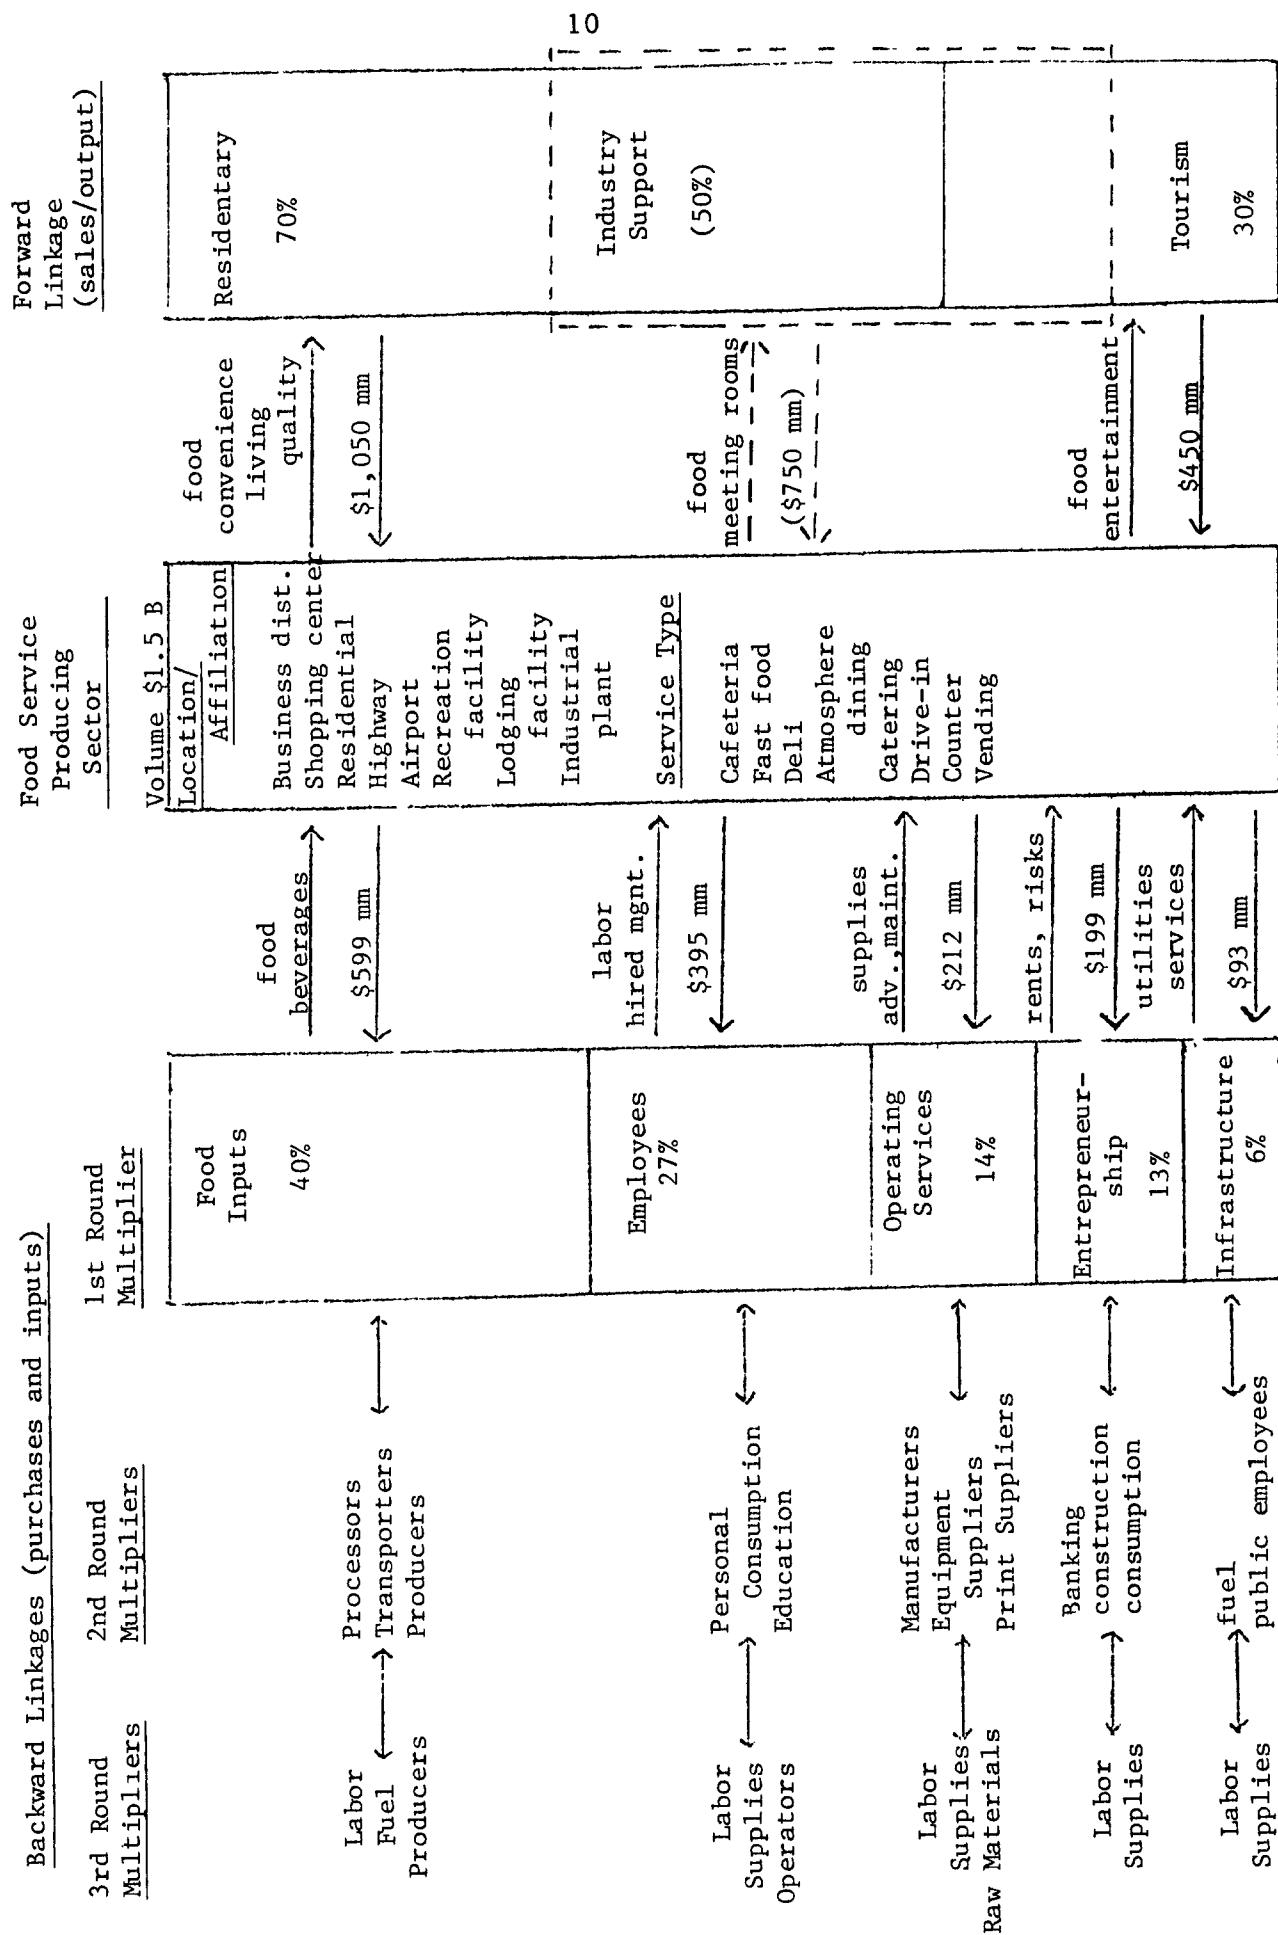 10
Backward Linkages (purchases and inputs)
3rd Round
Multipliers
2nd Round
Multipliers
1st Round
Multiplier
Food Service
Producing
Sector
Forward
Linkage
(sales/output)
Labor
Fuel
Producers
Processors
Transporters
Producers
Food
Inputs
40%
food
beverages
$599 mm
Volume $1.5 B
Location/
Affiliation
Business dist.
Shopping center
Residential
Highway
Airport
Recreation
facility
Lodging
facility
Industrial
plant
Service Type
Cafeteria
Fast food
Deli
Atmosphere
dining
Catering
Drive-in
Counter
Vending
food
convenience
living
quality
$1,050 mm
Residentary
70%
Labor
Supplies
Operators
Personal
Consumption
Education
Employees
27%
labor
hired mgnt.
$395 mm
food
meeting rooms
($750 mm)
Industry
Support
(50%)
Labor
Supplies
Raw Materials
Manufacturers
Equipment
Suppliers
Print Suppliers
Operating
Services
14%
supplies
adv.,maint.
$212 mm
Labor
Supplies
Banking
construction
consumption
Entrepreneur-
ship
13%
rents, risks
$199 mm
food
entertainment
$450 mm
Tourism
30%
Labor
Supplies
fuel
public employees
Infrastructure
6%
utilities
services
$93 mm